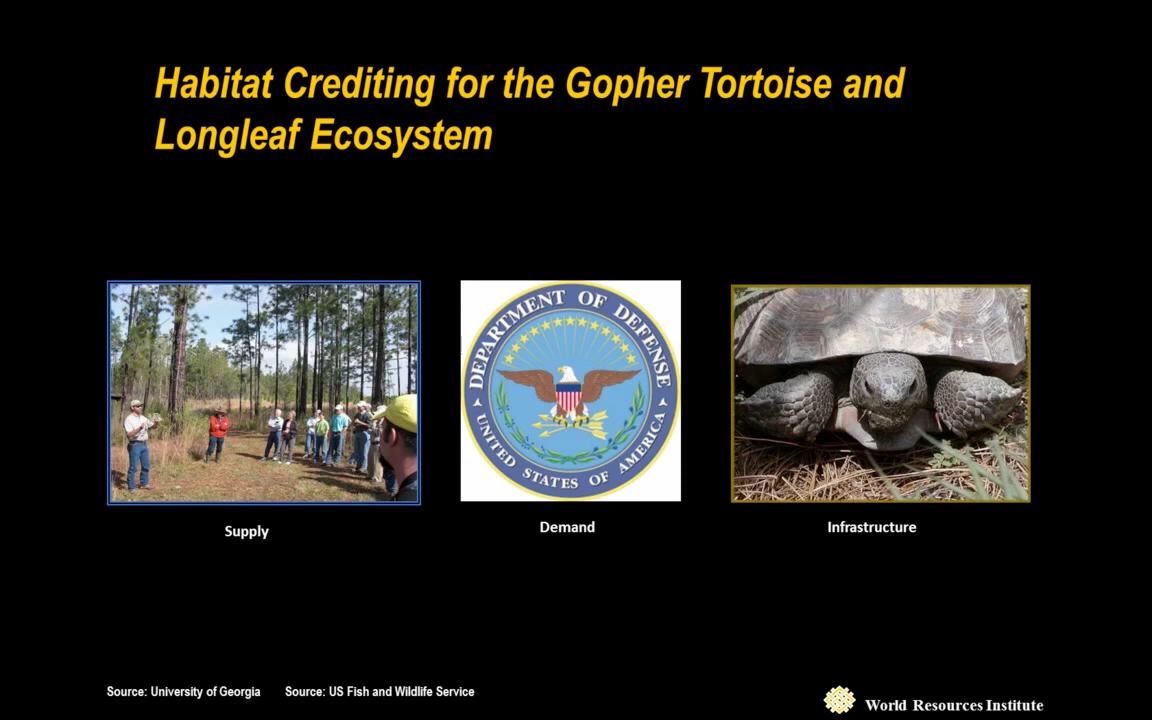 Habitat Crediting for the Gopher Tortoise and
Longleaf Ecosystem
DEPARTMENT OF DEFENSE
UNITED STATES OF AMERICA
Supply
Demand
Infrastructure
Source: University of Georgia
Source: US Fish and Wildlife Service
World Resources Institute